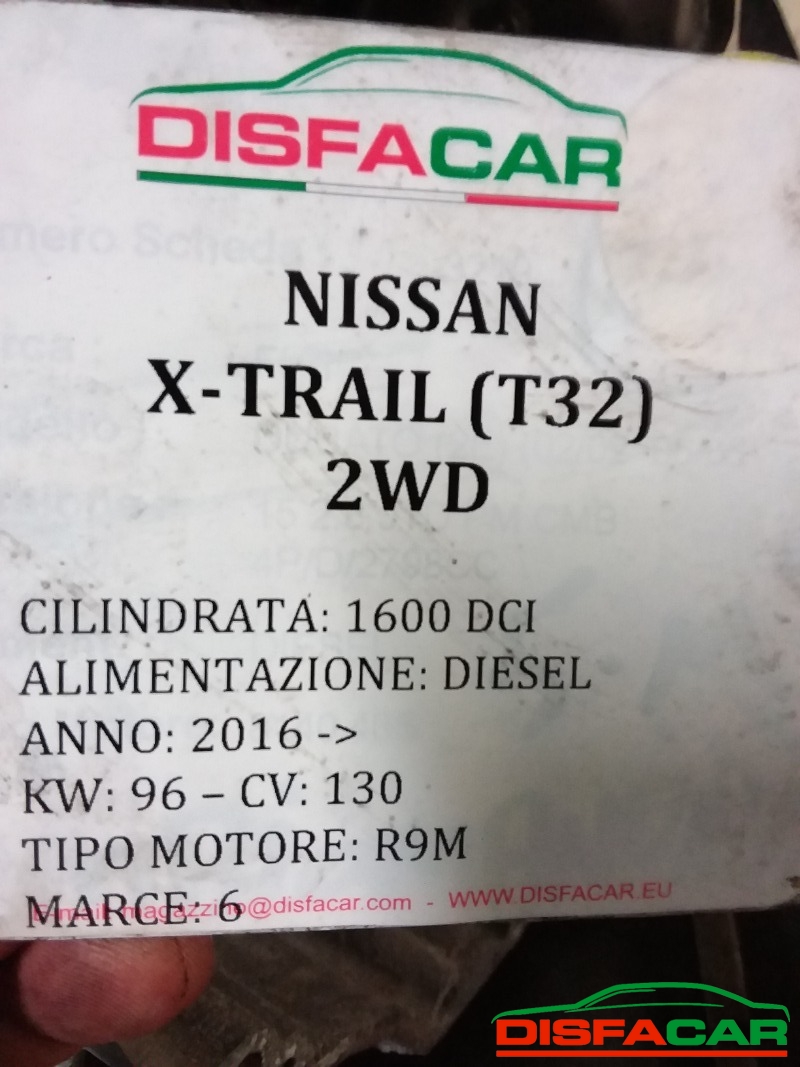 DISFACAR
NISSAN
X-TRAIL (T32)
2WD
CILINDRATA: 1600 DCI
ALIMENTAZIONE: DIESEL
ANNO: 2016 ->
KW: 96 – CV: 130
TIPO MOTORE: R9M
MARCE: 6
magazzino@disfacar.com - WWW.DISFACAR.EU
DISFACAR